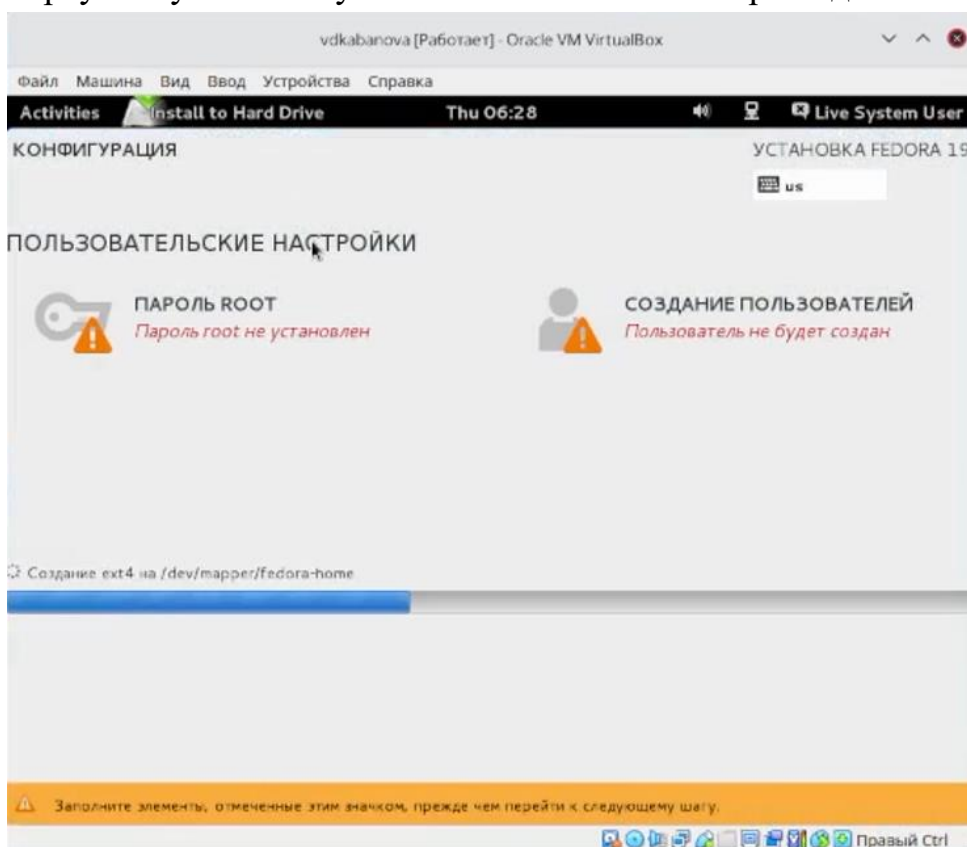 vdkabanova [Работает] - Oracle VM VirtualBox
Файл Машина Вид Ввод Устройства Справка
Activities Install to Hard Drive Thu 06:28 Live System User
КОНФИГУРАЦИЯ УСТАНОВКА FEDORA 19
us
ПОЛЬЗОВАТЕЛЬСКИЕ НАСТРОЙКИ
ПАРОЛЬ ROOT СОЗДАНИЕ ПОЛЬЗОВАТЕЛЕЙ
Пароль root не установлен Пользователь не будет создан
Создание ext4 на /dev/mapper/fedora-home
Заполните элементы, отмеченные этим значком, прежде чем перейти к следующему шагу.
Правый Ctrl